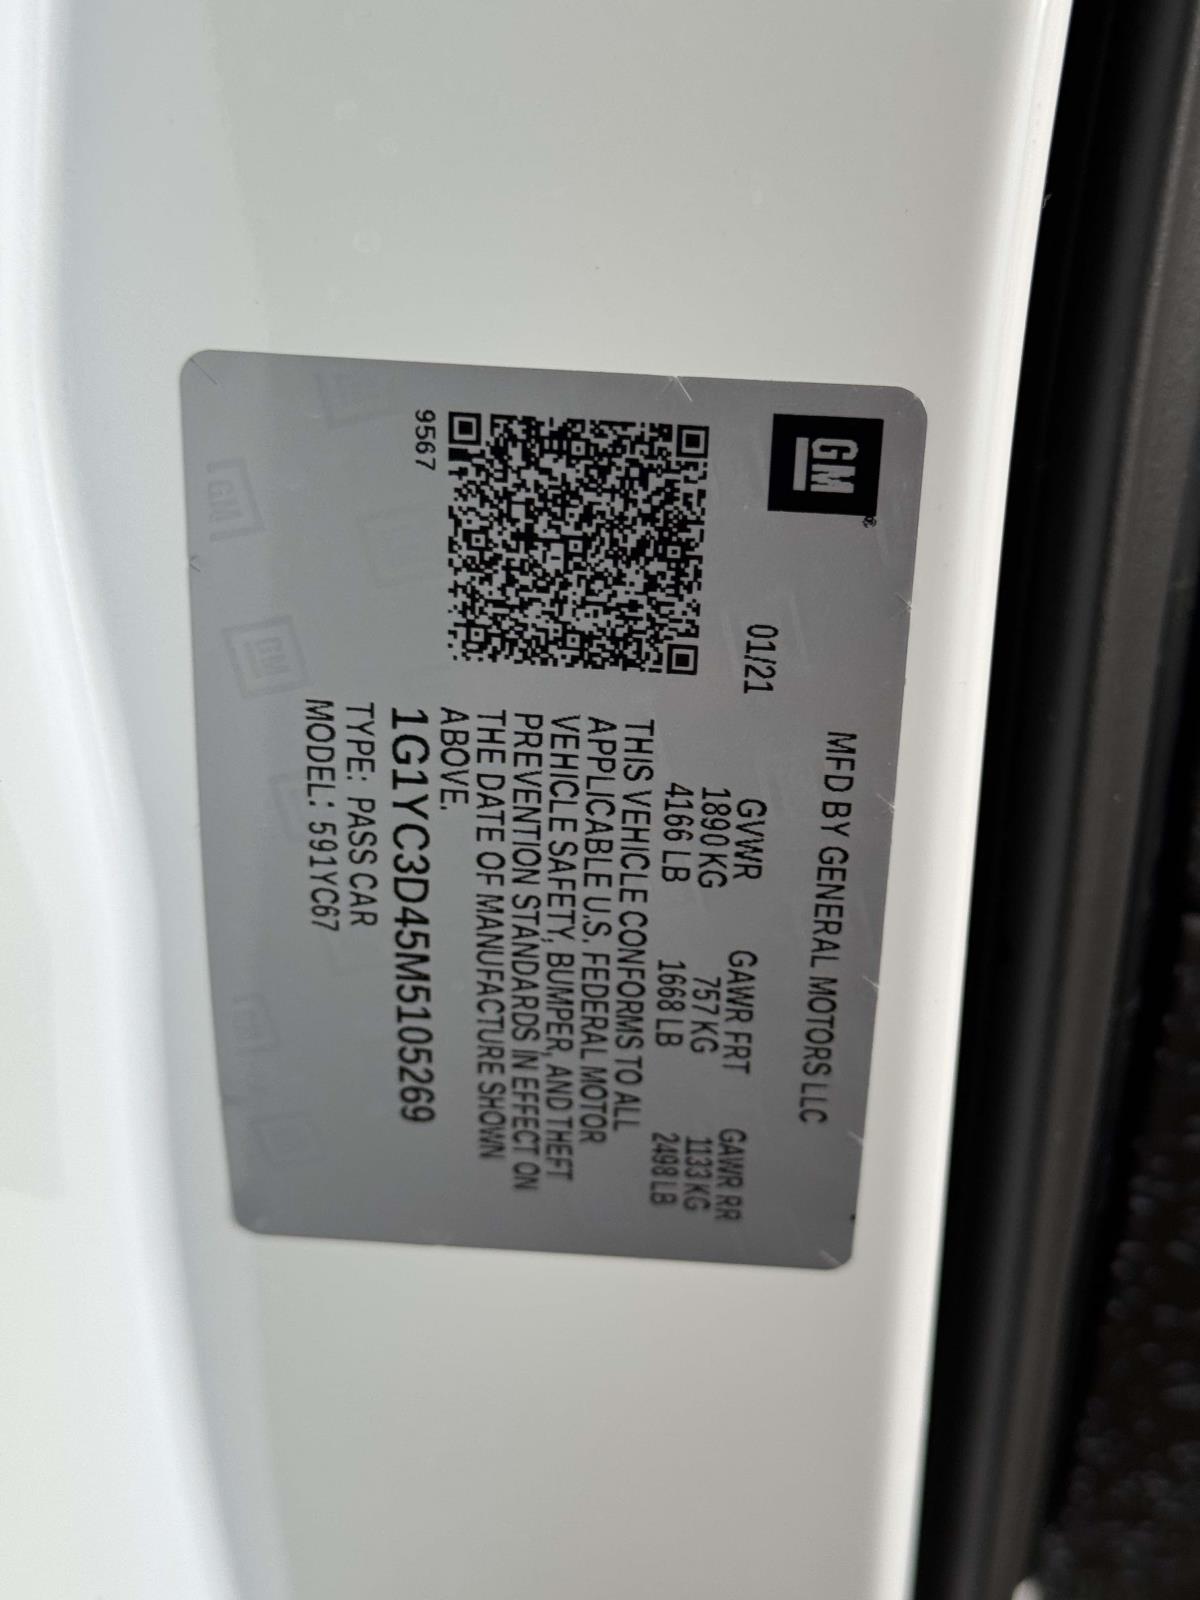 GM®
MFD BY GENERAL MOTORS LLC
01/21
GVWR GAWR FRT GAWR RR
1890 KG 757 KG 1133 KG
4166 LB 1668 LB 2498 LB
THIS VEHICLE CONFORMS TO ALL
APPLICABLE U.S. FEDERAL MOTOR
VEHICLE SAFETY, BUMPER, AND THEFT
PREVENTION STANDARDS IN EFFECT ON
THE DATE OF MANUFACTURE SHOWN
ABOVE.
1G1YC3D45M5105269
TYPE: PASS CAR
MODEL: 591YC67
9567
GM
GM